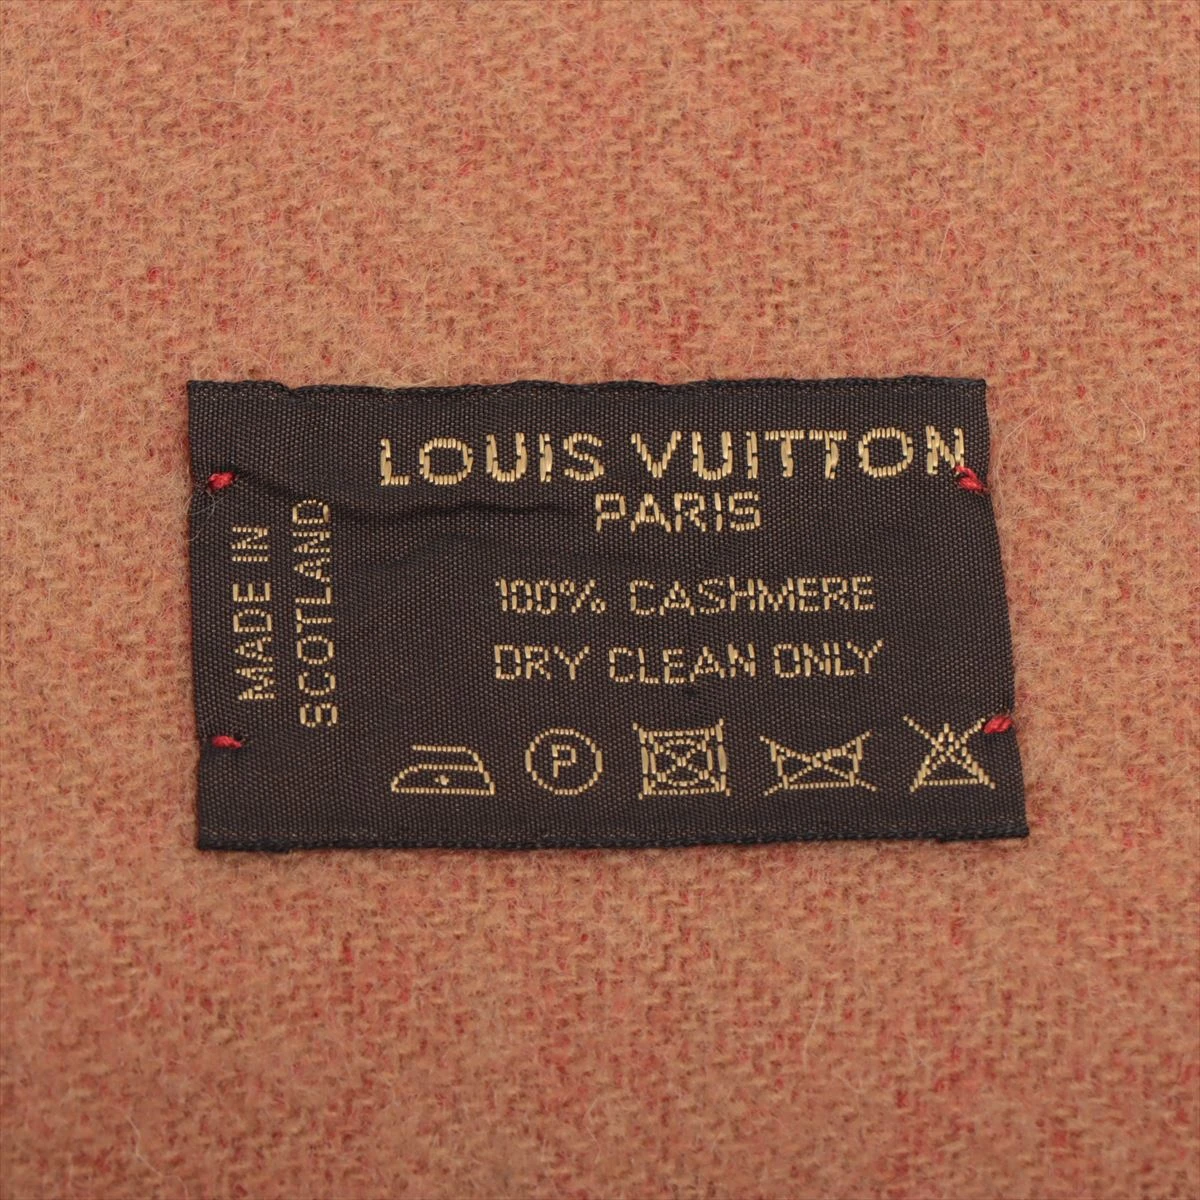 LOUIS VUITTON
PARIS
MADE IN
SCOTLAND
100% CASHMERE
DRY CLEAN ONLY
P